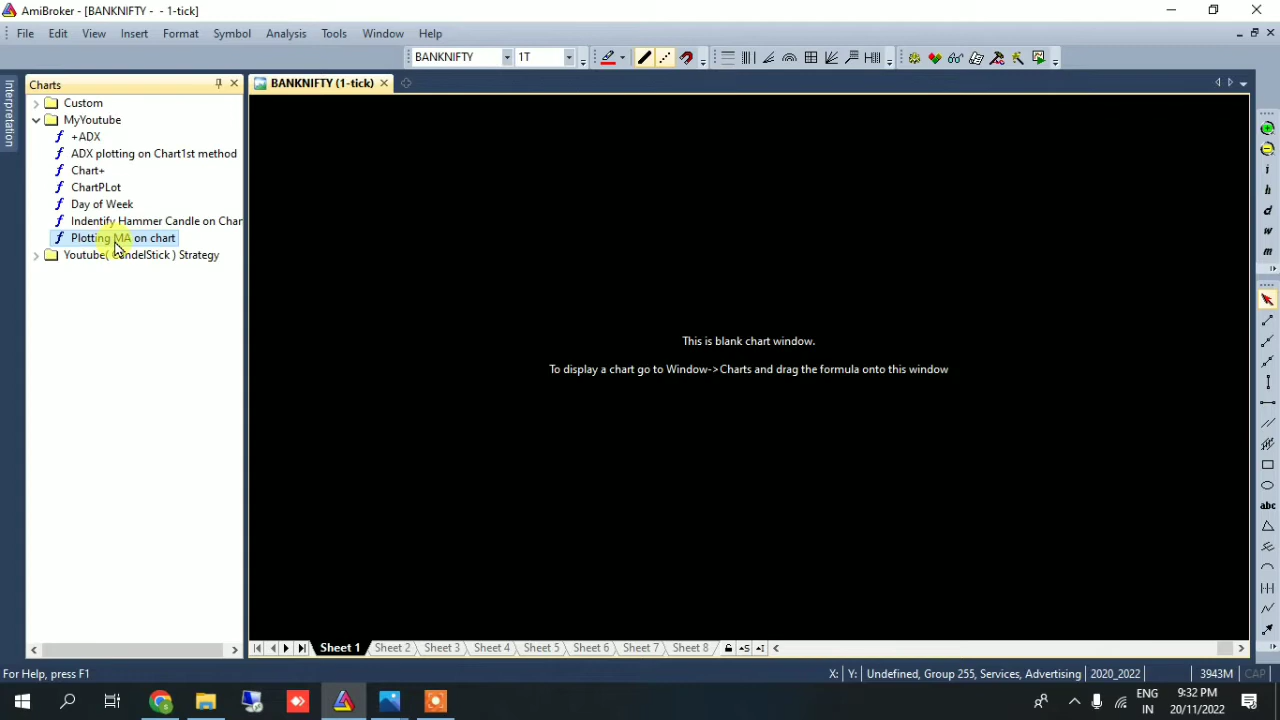 AmiBroker - [BANKNIFTY - - 1-tick]
File Edit View Insert Format Symbol Analysis Tools Window Help
BANKNIFTY 1T
Interpretation
Charts
BANKNIFTY (1-tick)
Custom
MyYoutube
+ADX
ADX plotting on Chart1st method
Chart+
ChartPLot
Day of Week
Indentify Hammer Candle on Char
Plotting MA on chart
Youtube( CandelStick ) Strategy
This is blank chart window.
To display a chart go to Window->Charts and drag the formula onto this window
i
h
d
w
m
abc
Sheet 1 Sheet 2 Sheet 3 Sheet 4 Sheet 5 Sheet 6 Sheet 7 Sheet 8
For Help, press F1
X: Y: Undefined, Group 255, Services, Advertising 2020_2022 3943M CAP
ENG
IN
9:32 PM
20/11/2022